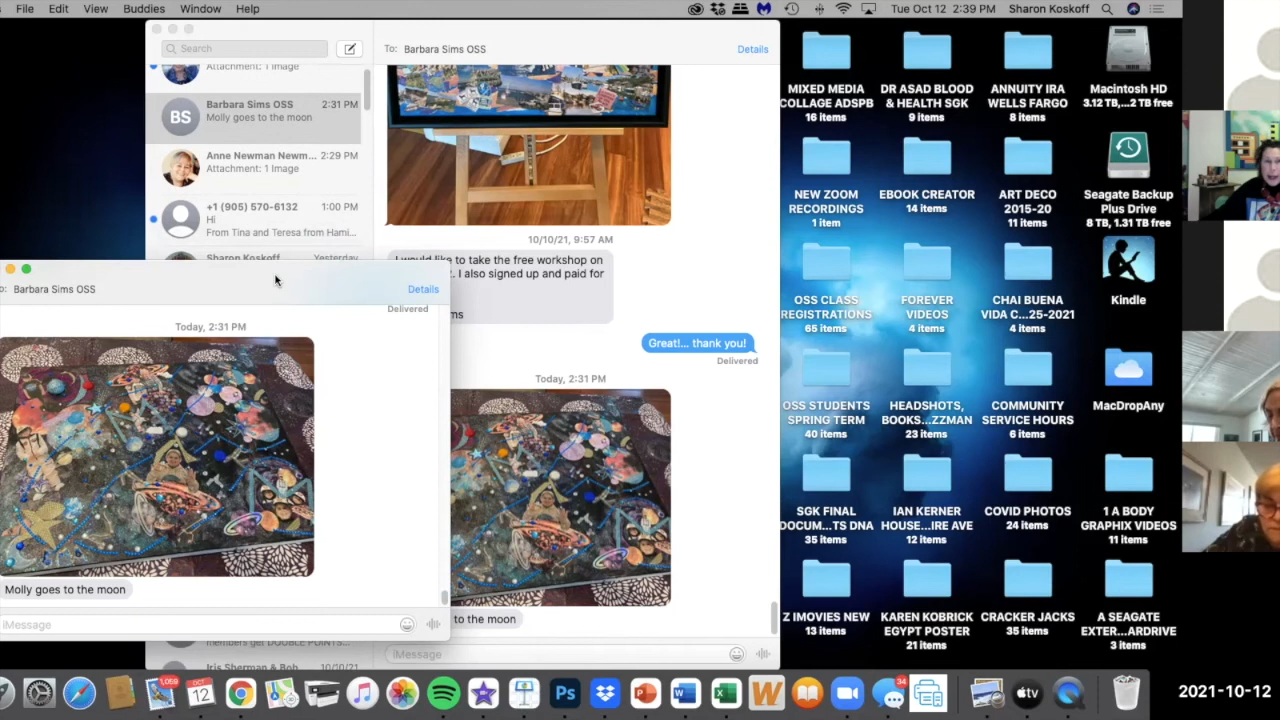 File Edit View Buddies Window Help
Tue Oct 12 2:39 PM Sharon Koskoff
Search
Attachment: 1 Image
BS
Barbara Sims OSS 2:31 PM
Molly goes to the moon
Anne Newman Newm... 2:29 PM
Attachment: 1 Image
+1 (905) 570-6132 1:00 PM
Hi
From Tina and Teresa from Hami...
Sharon Koskoff Yesterday
Iris Sherman & Bob 10/10/21
To: Barbara Sims OSS Details
10/10/21, 9:57 AM
I would like to take the free workshop on
. I also signed up and paid for
Great!... thank you!
Delivered
Today, 2:31 PM
to the moon
iMessage
Barbara Sims OSS
Details
Delivered
Today, 2:31 PM
Molly goes to the moon
iMessage
MIXED MEDIA
COLLAGE ADSPB
16 items
DR ASAD BLOOD
& HEALTH SGK
9 items
ANNUITY IRA
WELLS FARGO
8 items
Macintosh HD
3.12 TB,...2 TB free
NEW ZOOM
RECORDINGS
1 item
EBOOK CREATOR
14 items
ART DECO
2015-20
11 items
Seagate Backup
Plus Drive
8 TB, 1.31 TB free
OSS CLASS
REGISTRATIONS
65 items
FOREVER
VIDEOS
4 items
CHAI BUENA
VIDA C...25-2021
4 items
Kindle
OSS STUDENTS
SPRING TERM
40 items
HEADSHOTS,
BOOKS...ZZMAN
23 items
COMMUNITY
SERVICE HOURS
6 items
MacDropAny
SGK FINAL
DOCUM...TS DNA
35 items
IAN KERNER
HOUSE...IRE AVE
12 items
COVID PHOTOS
24 items
1 A BODY
GRAPHIX VIDEOS
11 items
Z IMOVIES NEW
13 items
KAREN KOBRICK
EGYPT POSTER
21 items
CRACKER JACKS
35 items
A SEAGATE
EXTER...ARDRIVE
3 items
1,059
OCT
12
Ps
P
W
X
W
34
tv
2021-10-12